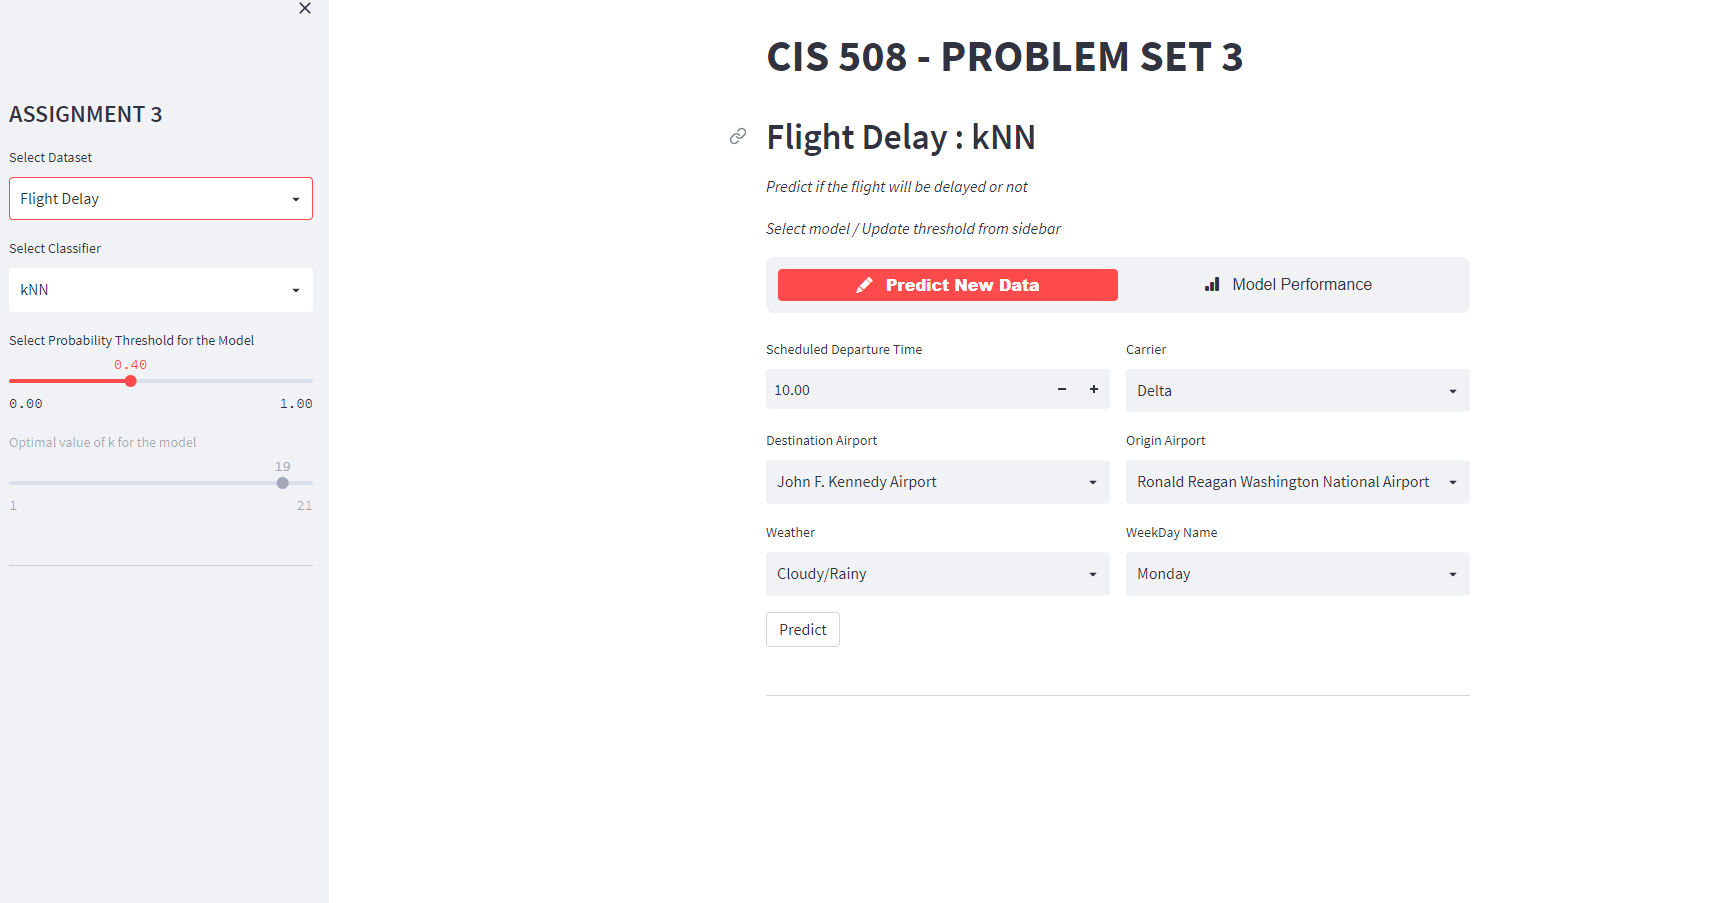 ASSIGNMENT 3
Select Dataset
Flight Delay
Select Classifier
kNN
Select Probability Threshold for the Model
0.40
0.00 1.00
Optimal value of k for the model
19
1 21
CIS 508 - PROBLEM SET 3
Flight Delay : kNN
Predict if the flight will be delayed or not
Select model / Update threshold from sidebar
Predict New Data Model Performance
Scheduled Departure Time Carrier
10.00 Delta
Destination Airport Origin Airport
John F. Kennedy Airport Ronald Reagan Washington National Airport
Weather WeekDay Name
Cloudy/Rainy Monday
Predict